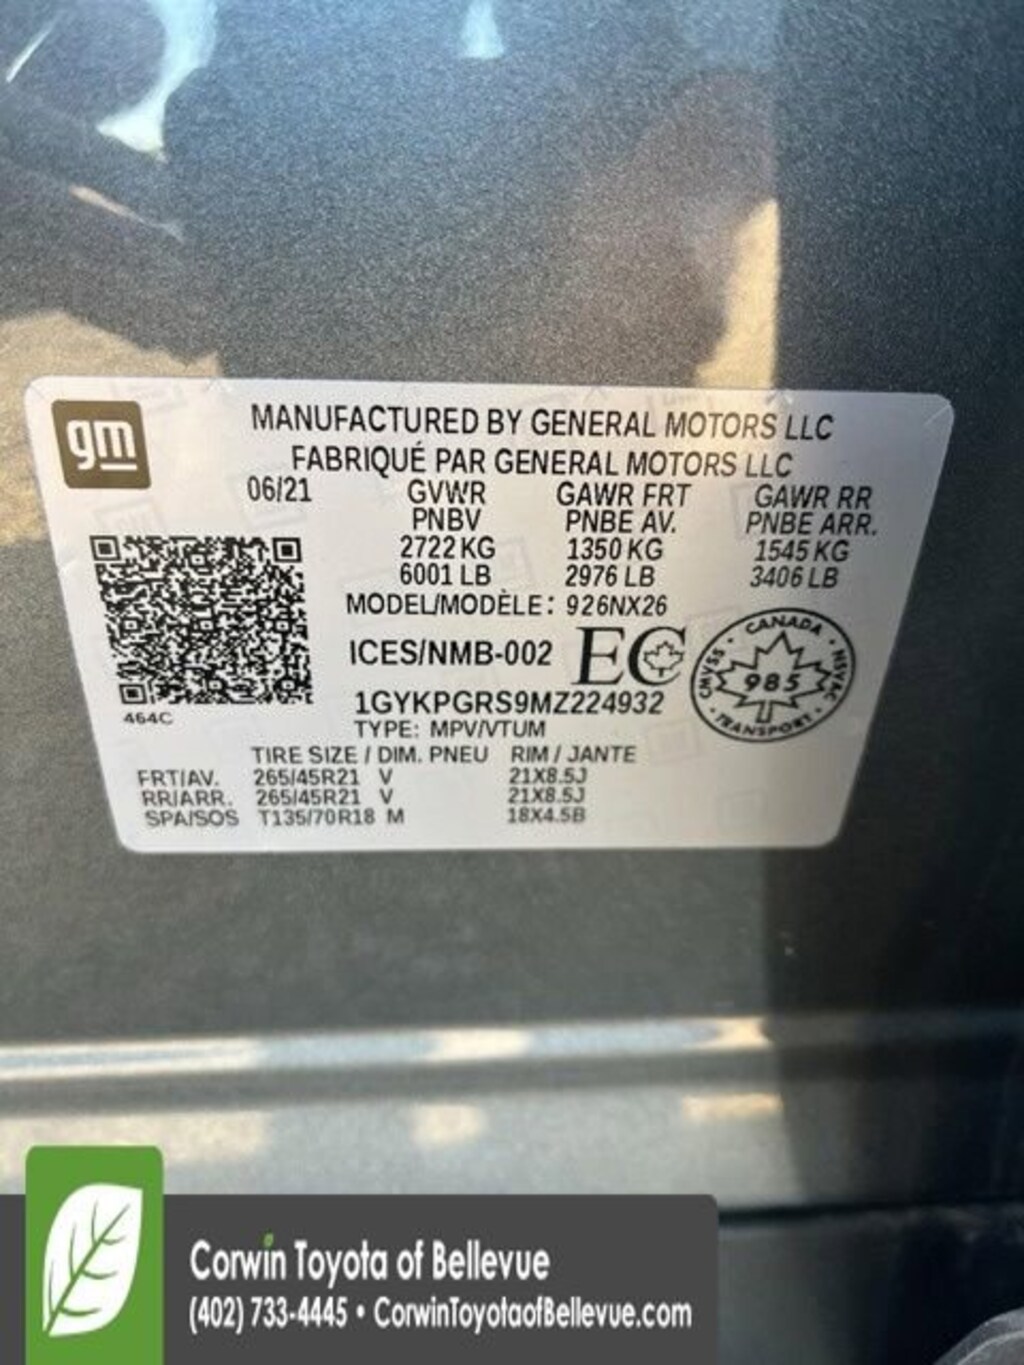 gm
MANUFACTURED BY GENERAL MOTORS LLC
FABRIQUÉ PAR GENERAL MOTORS LLC
06/21 GVWR GAWR FRT GAWR RR
PNBV PNBE AV. PNBE ARR.
2722 KG 1350 KG 1545 KG
6001 LB 2976 LB 3406 LB
MODEL/MODÈLE: 926NX26
ICES/NMB-002 EC
CANADA
CMVSS 985 NSVAC
TRANSPORT
464C
1GYKPGRS9MZ224932
TYPE: MPV/VTUM
TIRE SIZE / DIM. PNEU RIM / JANTE
FRT/AV. 265/45R21 V 21X8.5J
RR/ARR. 265/45R21 V 21X8.5J
SPA/SOS T135/70R18 M 18X4.5B
Corwin Toyota of Bellevue
(402) 733-4445 • CorwinToyotaofBellevue.com